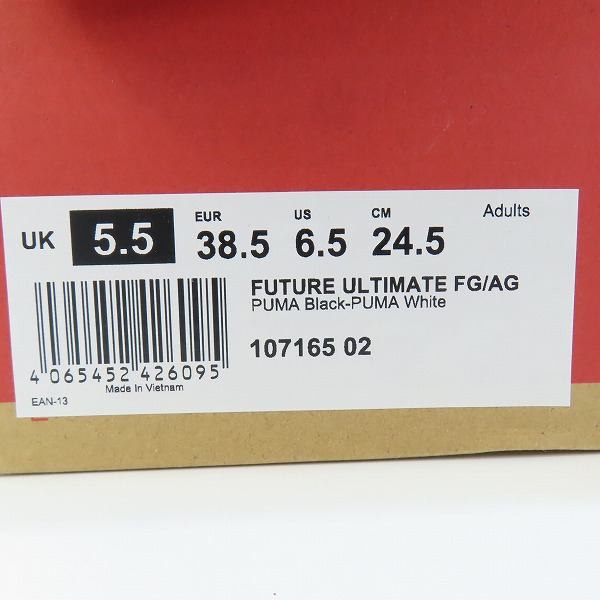 UK 5.5 EUR 38.5 US 6.5 CM 24.5 Adults
FUTURE ULTIMATE FG/AG
PUMA Black-PUMA White
107165 02
4 065452 426095
Made in Vietnam
EAN-13